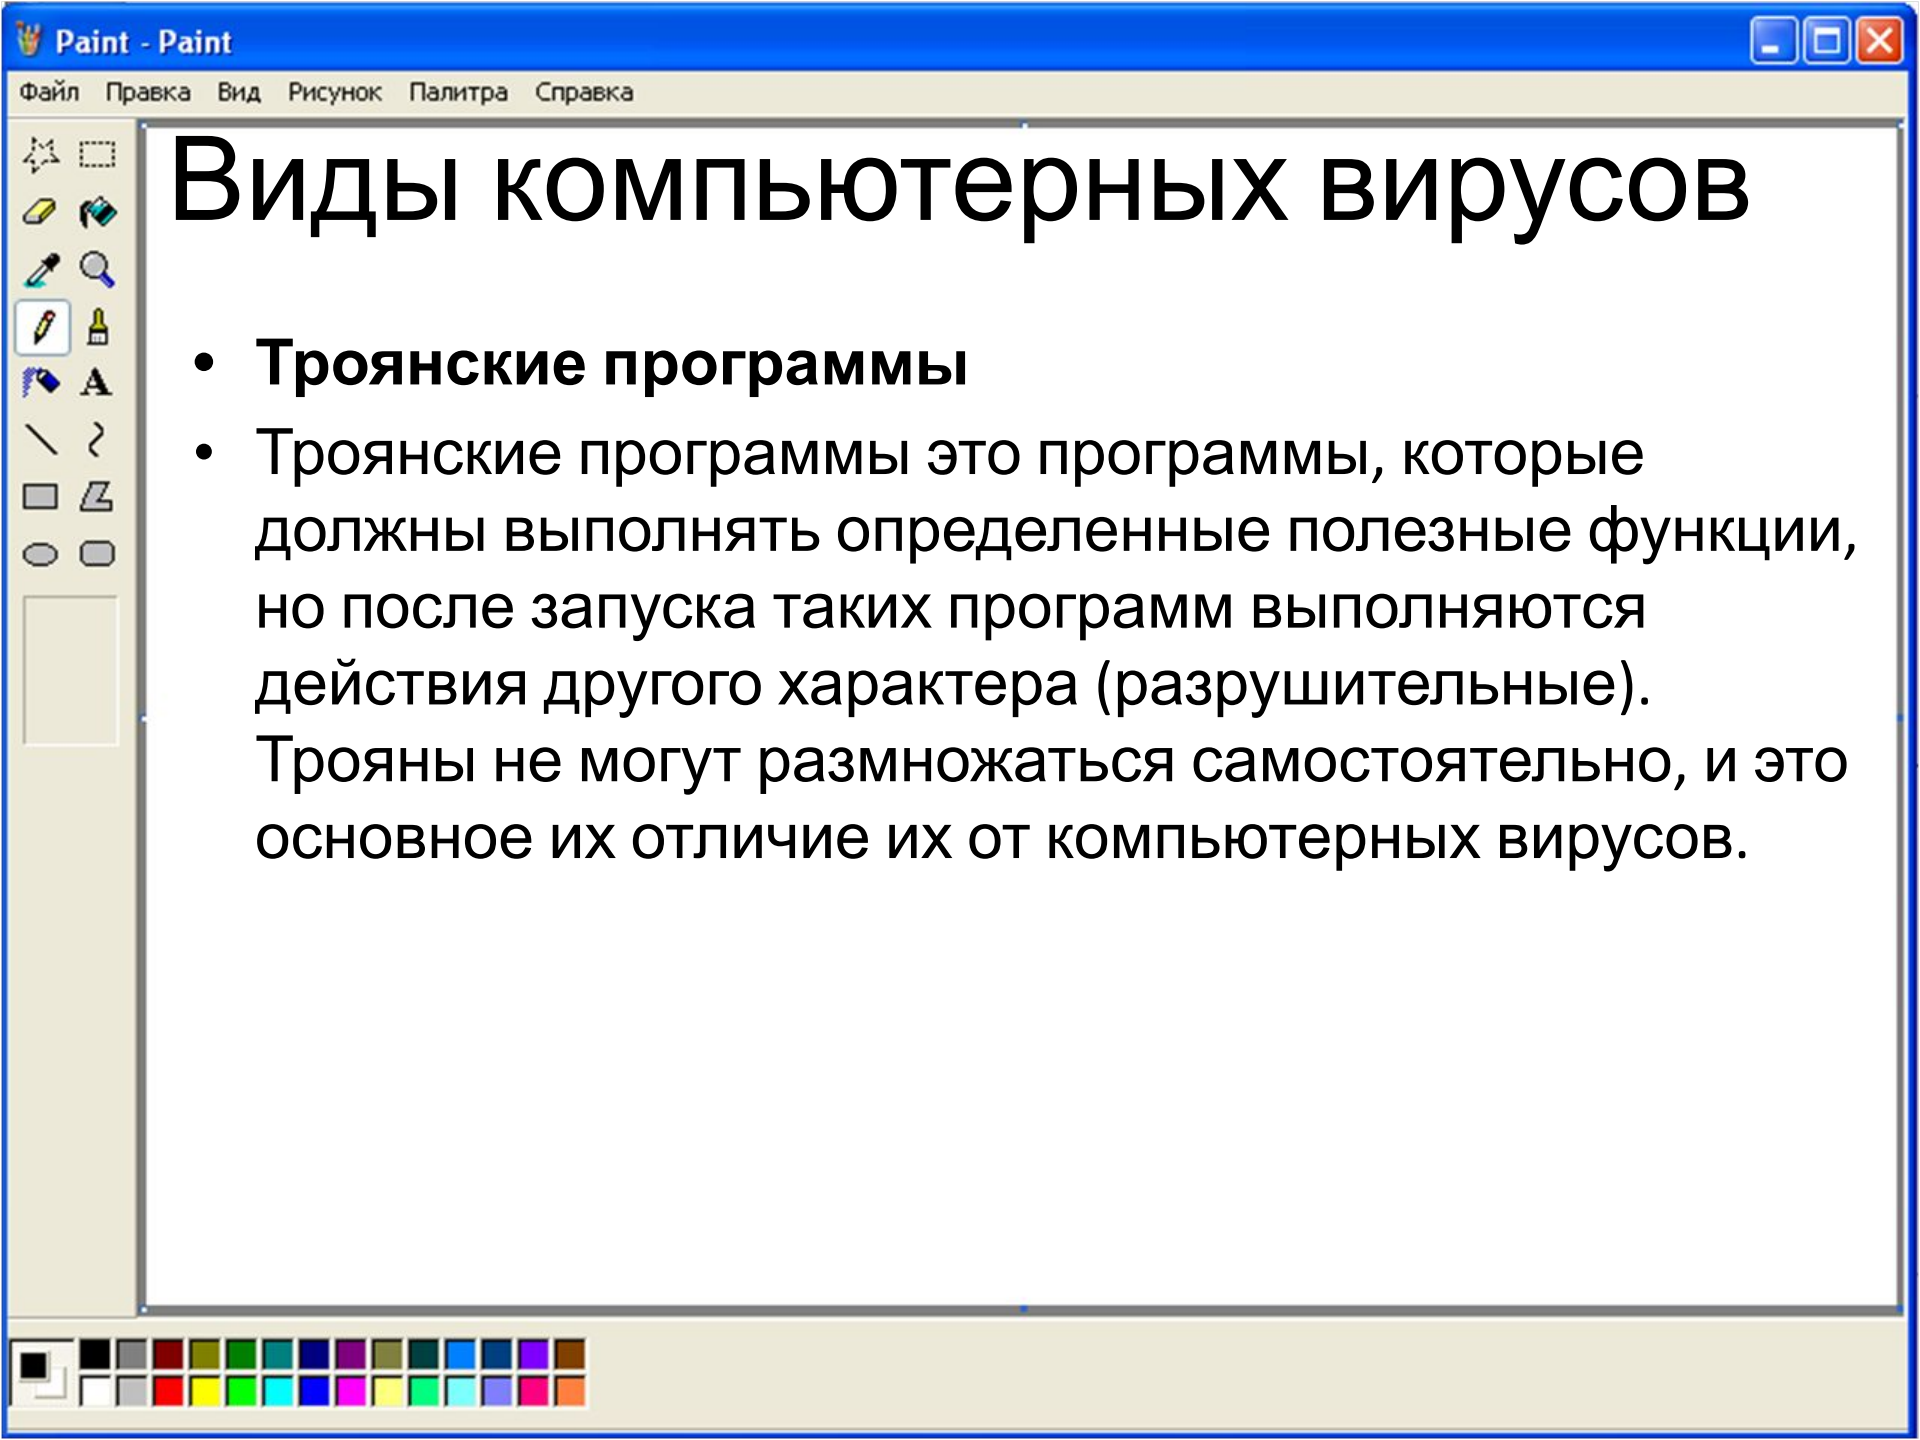 Paint - Paint
Файл Правка Вид Рисунок Палитра Справка
Виды компьютерных вирусов
• Троянские программы
• Троянские программы это программы, которые
должны выполнять определенные полезные функции,
но после запуска таких программ выполняются
действия другого характера (разрушительные).
Трояны не могут размножаться самостоятельно, и это
основное их отличие их от компьютерных вирусов.
A